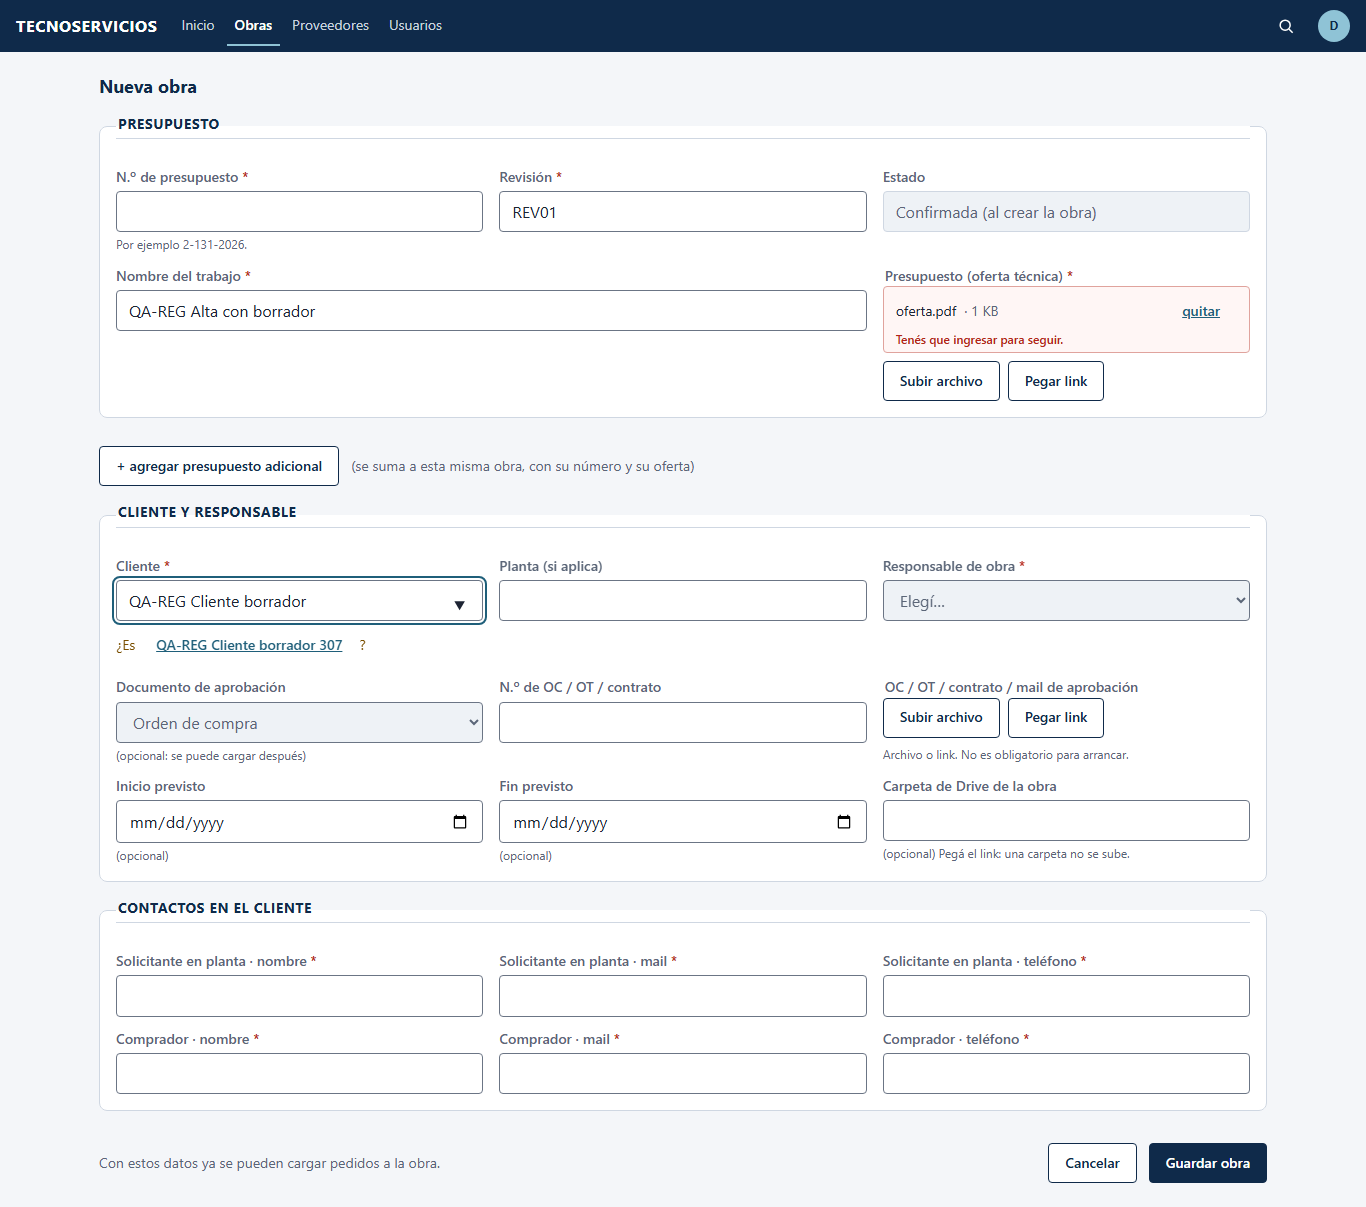 TECNOSERVICIOS Inicio Obras Proveedores Usuarios D
Nueva obra
PRESUPUESTO
N.º de presupuesto * Revisión * Estado
REV01 Confirmada (al crear la obra)
Por ejemplo 2-131-2026.
Nombre del trabajo * Presupuesto (oferta técnica) *
QA-REG Alta con borrador oferta.pdf · 1 KB quitar
Tenés que ingresar para seguir.
Subir archivo Pegar link
+ agregar presupuesto adicional (se suma a esta misma obra, con su número y su oferta)
CLIENTE Y RESPONSABLE
Cliente * Planta (si aplica) Responsable de obra *
QA-REG Cliente borrador Elegí...
¿Es QA-REG Cliente borrador 307 ?
Documento de aprobación N.º de OC / OT / contrato OC / OT / contrato / mail de aprobación
Orden de compra Subir archivo Pegar link
(opcional: se puede cargar después) Archivo o link. No es obligatorio para arrancar.
Inicio previsto Fin previsto Carpeta de Drive de la obra
mm/dd/yyyy mm/dd/yyyy
(opcional) (opcional) (opcional) Pegá el link: una carpeta no se sube.
CONTACTOS EN EL CLIENTE
Solicitante en planta · nombre * Solicitante en planta · mail * Solicitante en planta · teléfono *
Comprador · nombre * Comprador · mail * Comprador · teléfono *
Con estos datos ya se pueden cargar pedidos a la obra. Cancelar Guardar obra